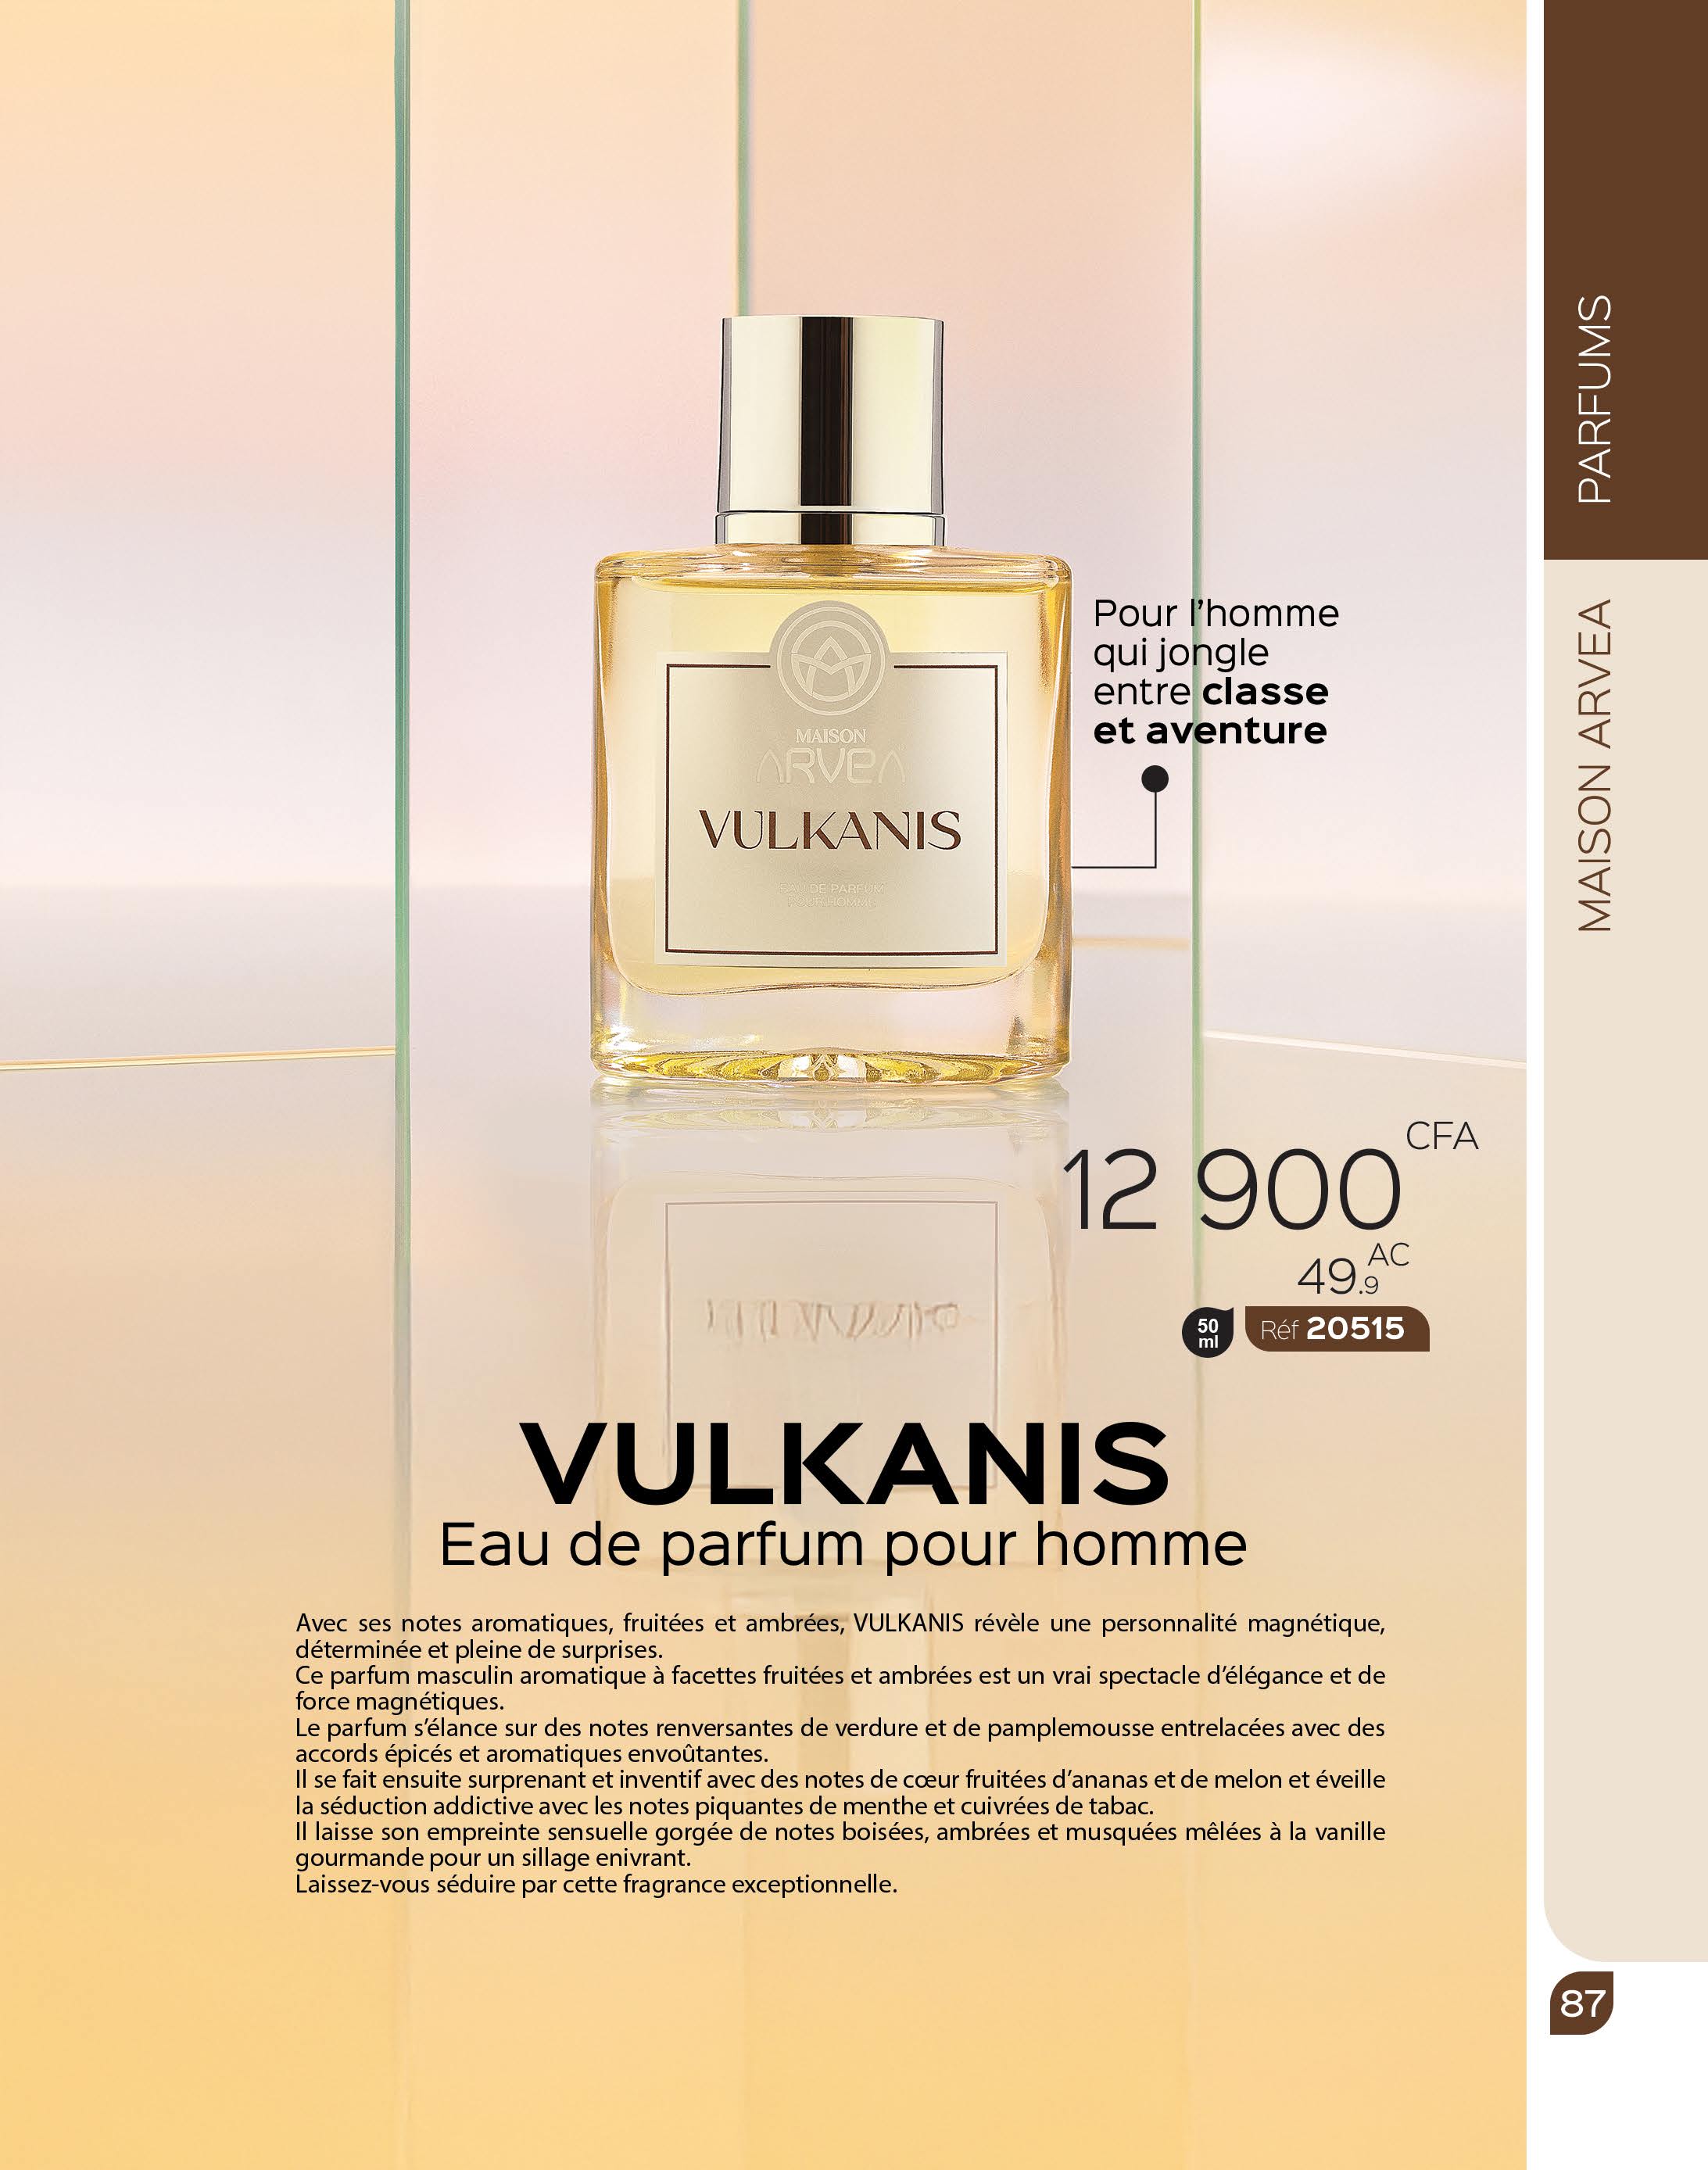 PARFUMS
MAISON ARVEA
MAISON
ARVEA
VULKANIS
EAU DE PARFUM
POUR HOMME
Pour l'homme
qui jongle
entre classe
et aventure
12 900 CFA
49.9 AC
50
ml
Réf 20515
VULKANIS
Eau de parfum pour homme
Avec ses notes aromatiques, fruitées et ambrées, VULKANIS révèle une personnalité magnétique,
déterminée et pleine de surprises.
Ce parfum masculin aromatique à facettes fruitées et ambrées est un vrai spectacle d’élégance et de
force magnétiques.
Le parfum s’élance sur des notes renversantes de verdure et de pamplemousse entrelacées avec des
accords épicés et aromatiques envoûtantes.
Il se fait ensuite surprenant et inventif avec des notes de cœur fruitées d’ananas et de melon et éveille
la séduction addictive avec les notes piquantes de menthe et cuivrées de tabac.
Il laisse son empreinte sensuelle gorgée de notes boisées, ambrées et musquées mêlées à la vanille
gourmande pour un sillage enivrant.
Laissez-vous séduire par cette fragrance exceptionnelle.
87